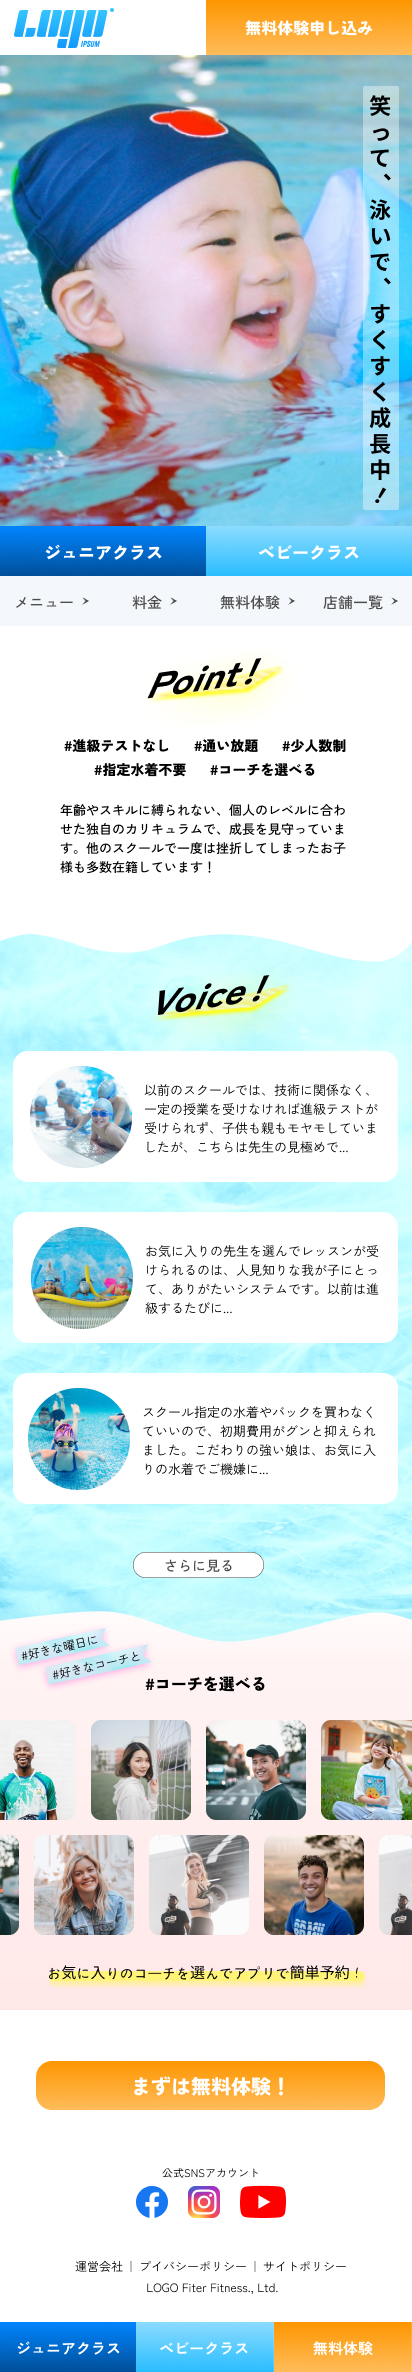 LOGO IPSUM
無料体験申し込み
笑って、泳いで、すくすく成長中！
ジュニアクラス
ベビークラス
メニュー
料金
無料体験
店舗一覧
Point！
#進級テストなし #通い放題 #少人数制
#指定水着不要 #コーチを選べる
年齢やスキルに縛られない、個人のレベルに合わ
せた独自のカリキュラムで、成長を見守っていま
す。他のスクールで一度は挫折してしまったお子
様も多数在籍しています！
Voice！
以前のスクールでは、技術に関係なく、
一定の授業を受けなければ進級テストが
受けられず、子供も親もモヤモしていま
したが、こちらは先生の見極めで...
お気に入りの先生を選んでレッスンが受
けられるのは、人見知りな我が子にとっ
て、ありがたいシステムです。以前は進
級するたびに...
スクール指定の水着やバックを買わなく
ていいので、初期費用がグンと抑えられ
ました。こだわりの強い娘は、お気に入
りの水着でご機嫌に...
さらに見る
#好きな曜日に
#好きなコーチと
#コーチを選べる
お気に入りのコーチを選んでアプリで簡単予約！
まずは無料体験！
公式SNSアカウント
運営会社 | プイバシーポリシー | サイトポリシー
LOGO Fiter Fitness., Ltd.
ジュニアクラス
ベビークラス
無料体験